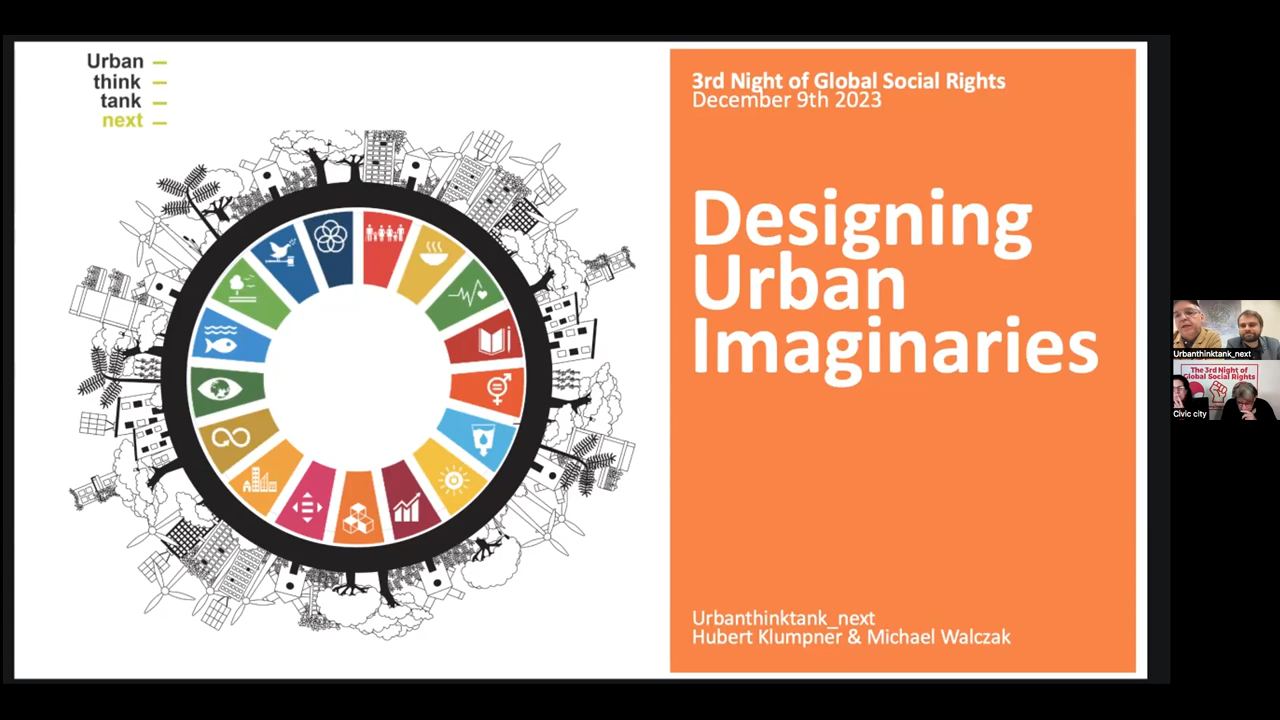 Urban
think
tank
next
3rd Night of Global Social Rights
December 9th 2023
Designing
Urban
Imaginaries
Urbanthinktank_next
Hubert Klumpner & Michael Walczak
Urbanthinktank_next
The 3rd Night of
Global Social Rights
Civic city